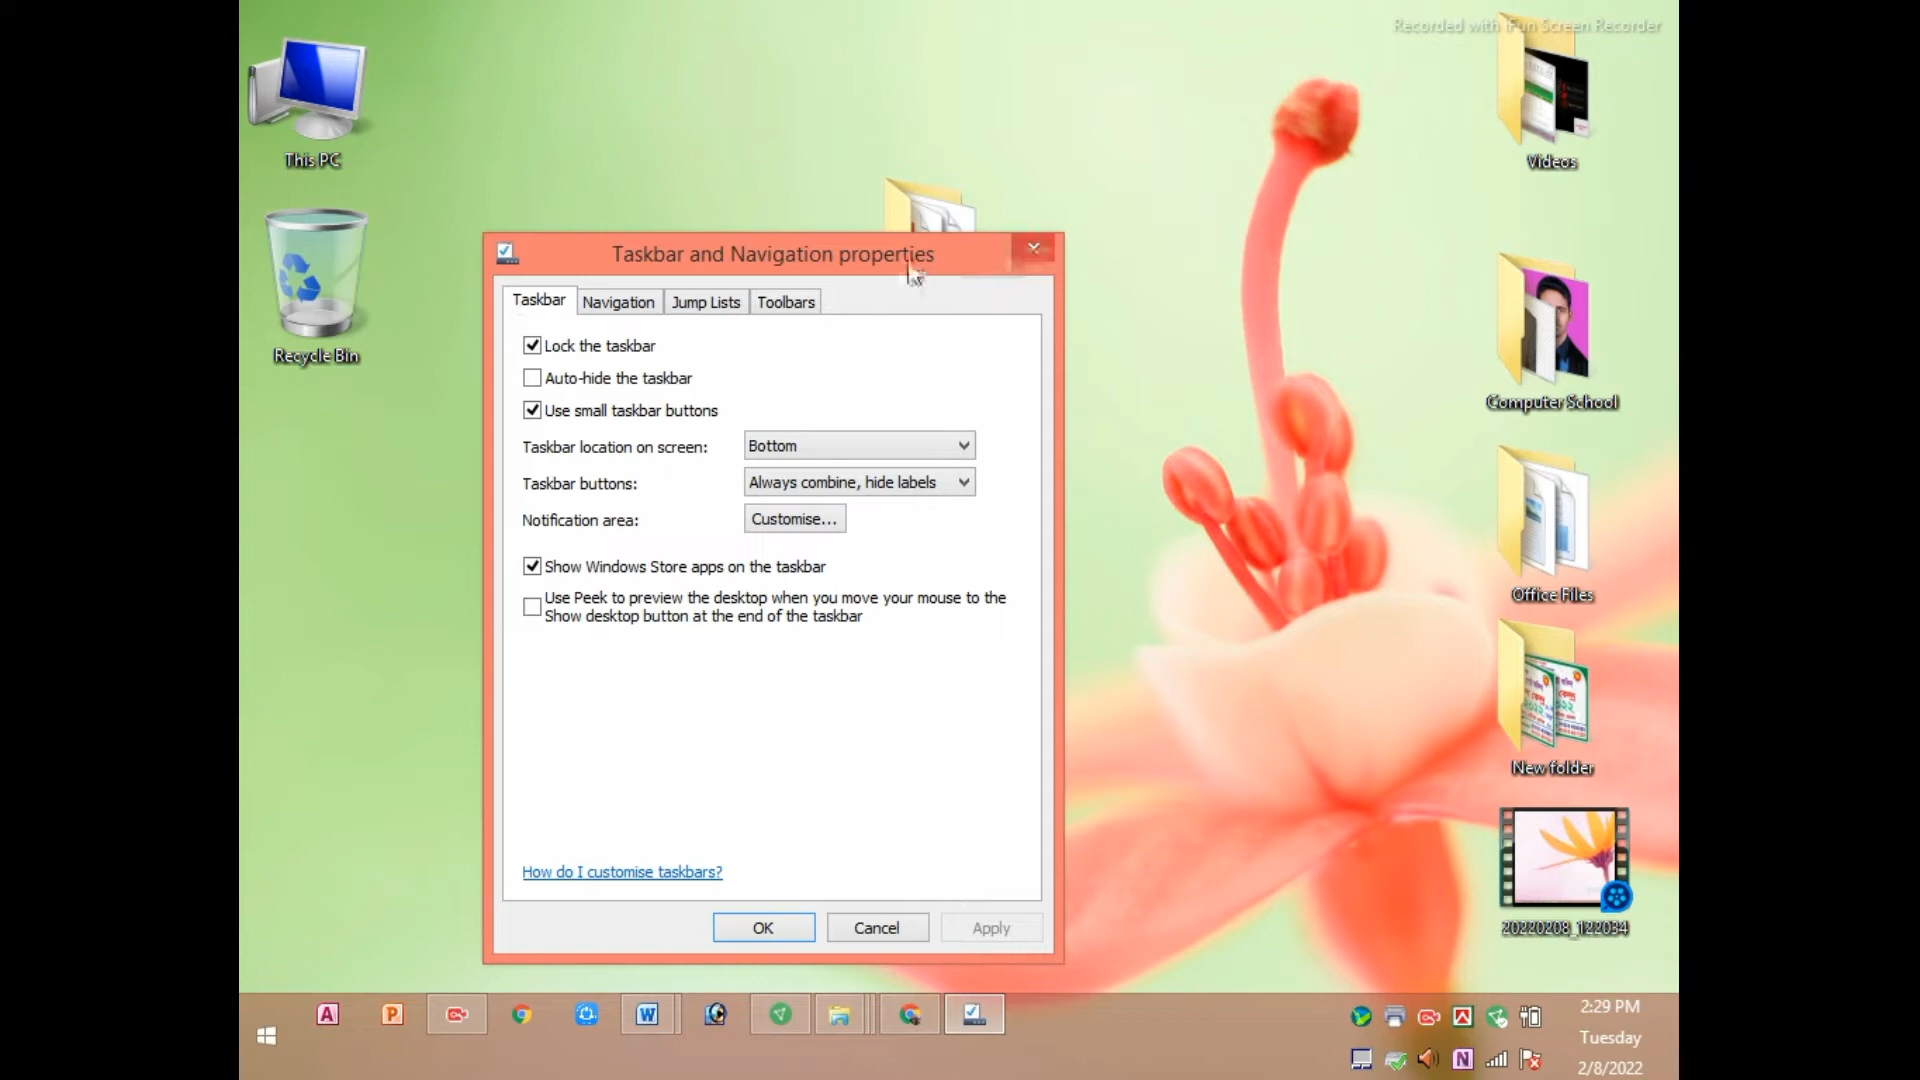 Recorded with iFun Screen Recorder
This PC
Videos
Recycle Bin
Taskbar and Navigation properties
Taskbar
Navigation
Jump Lists
Toolbars
Lock the taskbar
Auto-hide the taskbar
Use small taskbar buttons
Taskbar location on screen:
Bottom
Taskbar buttons:
Always combine, hide labels
Notification area:
Customise...
Show Windows Store apps on the taskbar
Use Peek to preview the desktop when you move your mouse to the
Show desktop button at the end of the taskbar
How do I customise taskbars?
OK
Cancel
Apply
Computer School
Office Files
New folder
20220208_122034
2:29 PM
Tuesday
2/8/2022